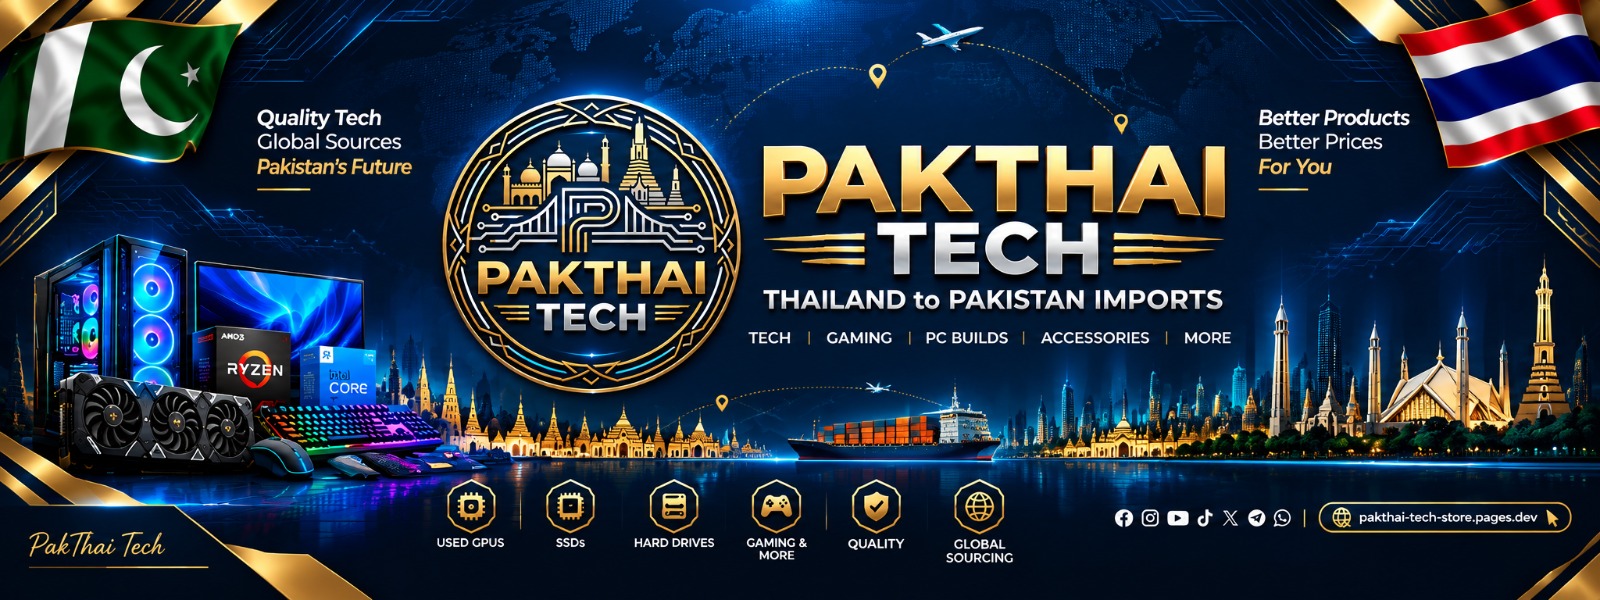 Quality Tech
Global Sources
Pakistan's Future
Better Products
Better Prices
For You
P
PAKTHAI
TECH
PAKTHAI
TECH
THAILAND to PAKISTAN IMPORTS
TECH | GAMING | PC BUILDS | ACCESSORIES | MORE
AMD
RYZEN
intel
CORE
USED GPUS
SSDs
HARD DRIVES
GAMING & MORE
QUALITY
GLOBAL SOURCING
pakthai-tech-store.pages.dev
PakThai Tech